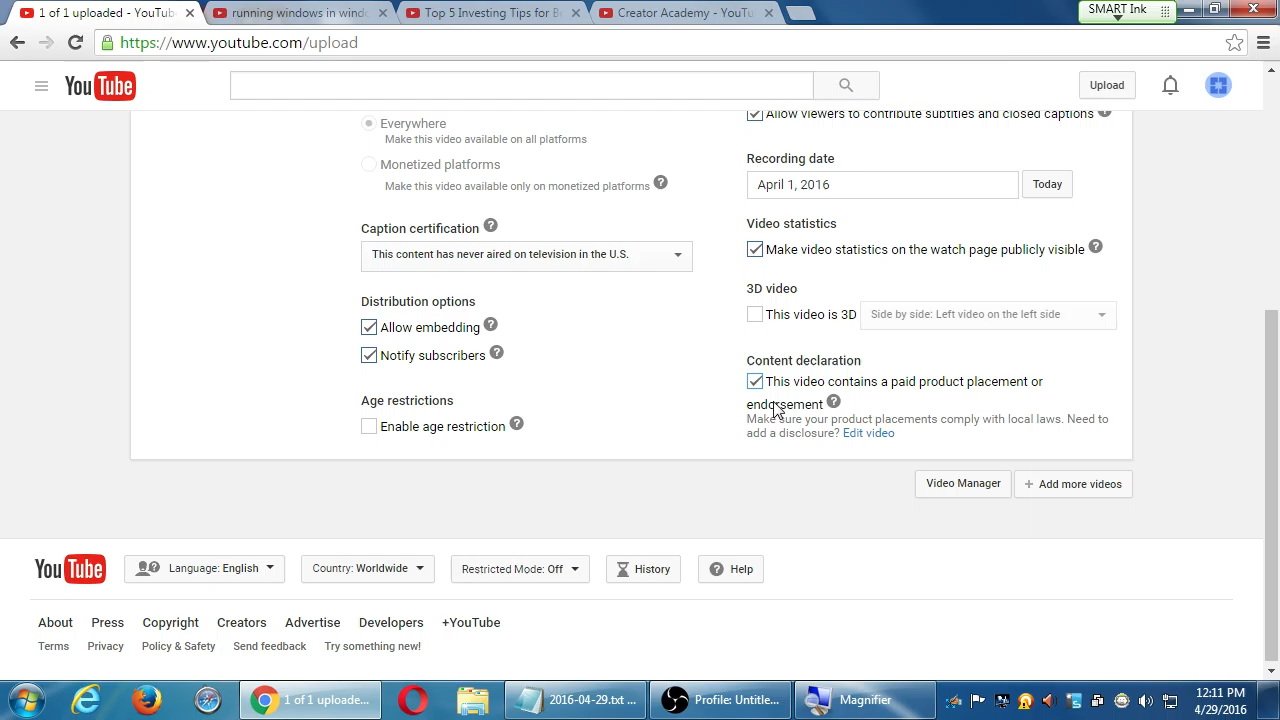 1 of 1 uploaded - YouTub
running windows in windo
Top 5 Investing Tips for B
Creator Academy - YouTu
SMART Ink
https://www.youtube.com/upload
YouTube
Upload
Everywhere
Make this video available on all platforms
Monetized platforms
Make this video available only on monetized platforms ?
Caption certification ?
This content has never aired on television in the U.S.
Distribution options
Allow embedding ?
Notify subscribers ?
Age restrictions
Enable age restriction ?
Allow viewers to contribute subtitles and closed captions ?
Recording date
April 1, 2016
Today
Video statistics
Make video statistics on the watch page publicly visible ?
3D video
This video is 3D
Side by side: Left video on the left side
Content declaration
This video contains a paid product placement or
endorsement ?
Make sure your product placements comply with local laws. Need to
add a disclosure? Edit video
Video Manager
+ Add more videos
YouTube
Language: English
Country: Worldwide
Restricted Mode: Off
History
? Help
About Press Copyright Creators Advertise Developers +YouTube
Terms Privacy Policy & Safety Send feedback Try something new!
1 of 1 uploade...
2016-04-29.txt ...
Profile: Untitle...
Magnifier
12:11 PM
4/29/2016